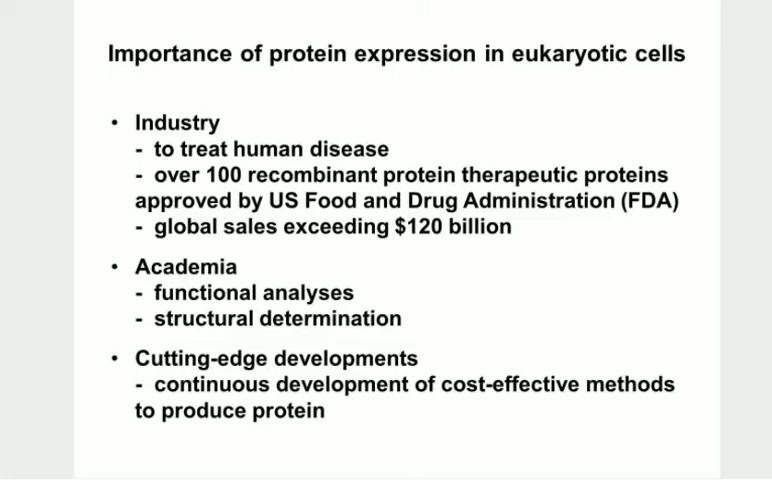 Importance of protein expression in eukaryotic cells
• Industry
- to treat human disease
- over 100 recombinant protein therapeutic proteins
approved by US Food and Drug Administration (FDA)
- global sales exceeding $120 billion
• Academia
- functional analyses
- structural determination
• Cutting-edge developments
- continuous development of cost-effective methods
to produce protein